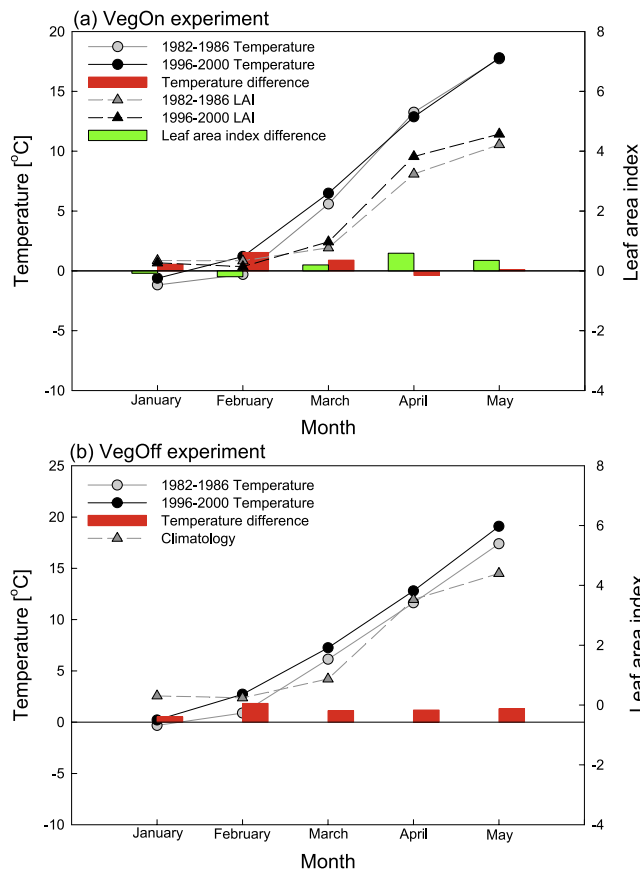 (a) VegOn experiment
20
15
10
5
0
-5
-10
Temperature [°C]
1982-1986 Temperature
1996-2000 Temperature
Temperature difference
1982-1986 LAI
1996-2000 LAI
Leaf area index difference
8
6
4
2
0
-2
-4
Leaf area index
January
February
March
April
May
Month
(b) VegOff experiment
25
20
15
10
5
0
-5
-10
Temperature [°C]
1982-1986 Temperature
1996-2000 Temperature
Temperature difference
Climatology
8
6
4
2
0
-2
-4
Leaf area index
January
February
March
April
May
Month